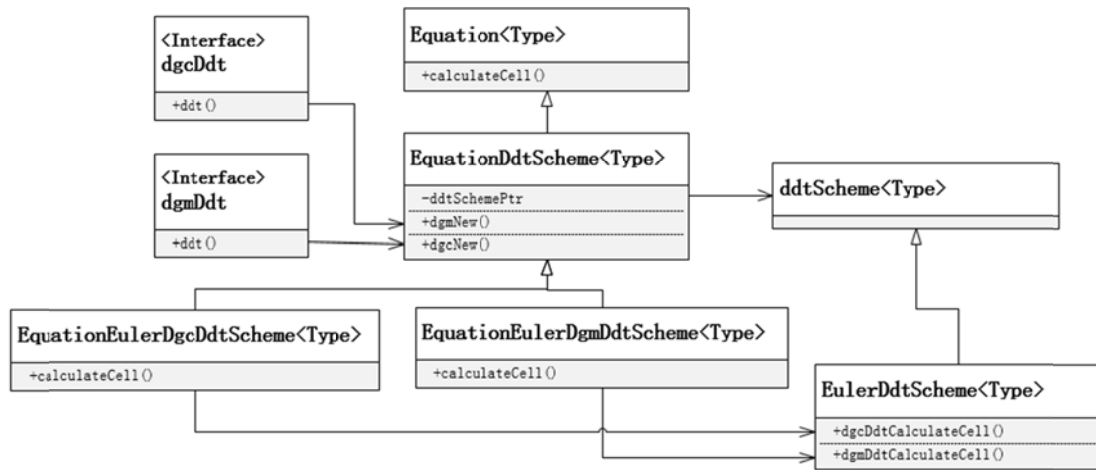 <Interface>
dgcDdt
+ddt()
Equation<Type>
+calculateCell()
<Interface>
dgmDdt
+ddt()
EquationDdtScheme<Type>
-ddtSchemePtr
+dgmNew()
+dgcNew()
ddtScheme<Type>
EquationEulerDgcDdtScheme<Type>
+calculateCell()
EquationEulerDgmDdtScheme<Type>
+calculateCell()
EulerDdtScheme<Type>
+dgcDdtCalculateCell()
+dgmDdtCalculateCell()